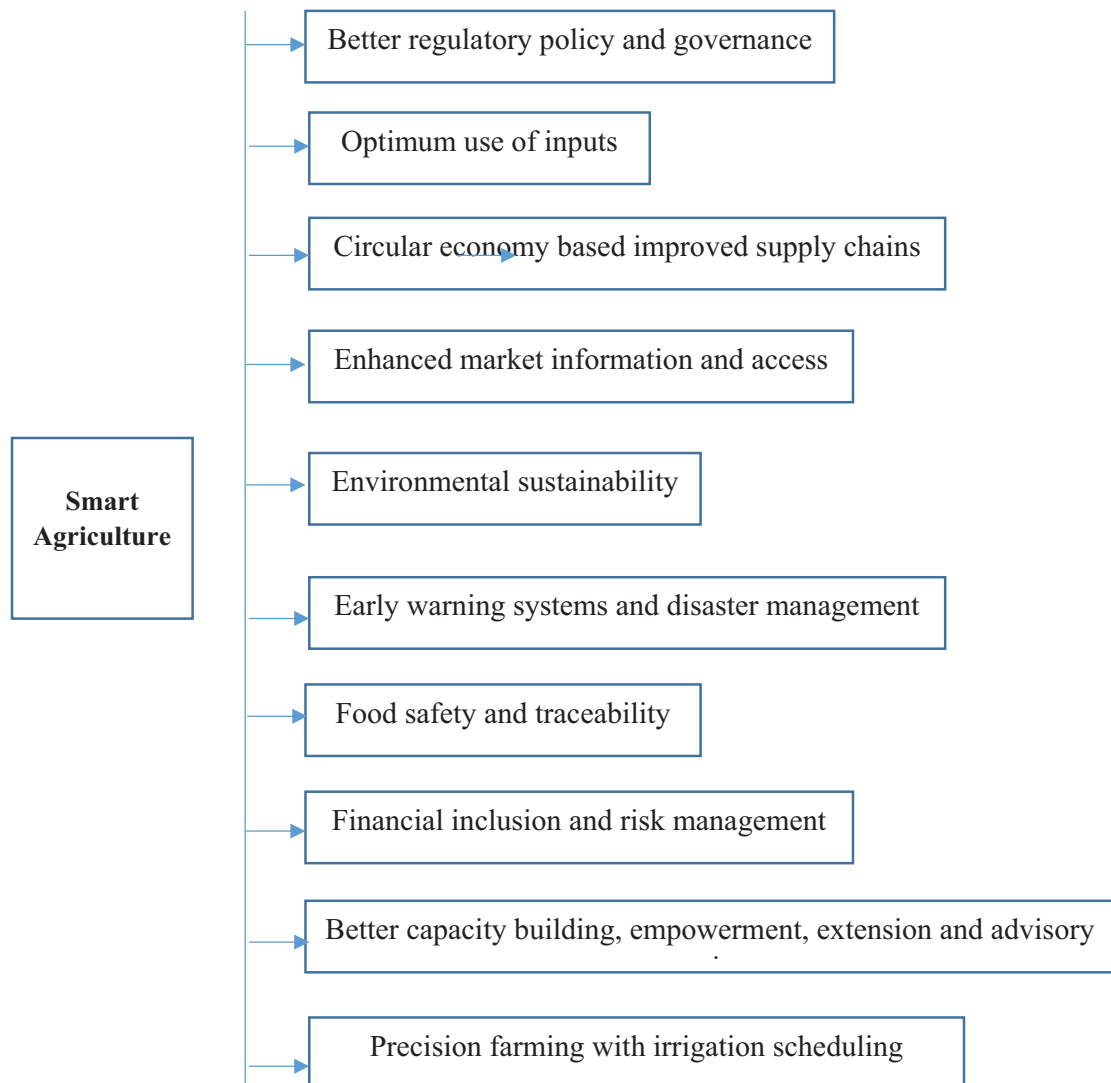 Better regulatory policy and governance
Optimum use of inputs
Circular economy based improved supply chains
Enhanced market information and access
Environmental sustainability
Smart
Agriculture
Early warning systems and disaster management
Food safety and traceability
Financial inclusion and risk management
Better capacity building, empowerment, extension and advisory
.
Precision farming with irrigation scheduling